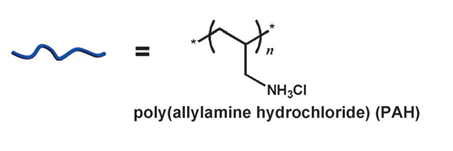 =
* ( ) * n
NH3Cl
poly(allylamine hydrochloride) (PAH)